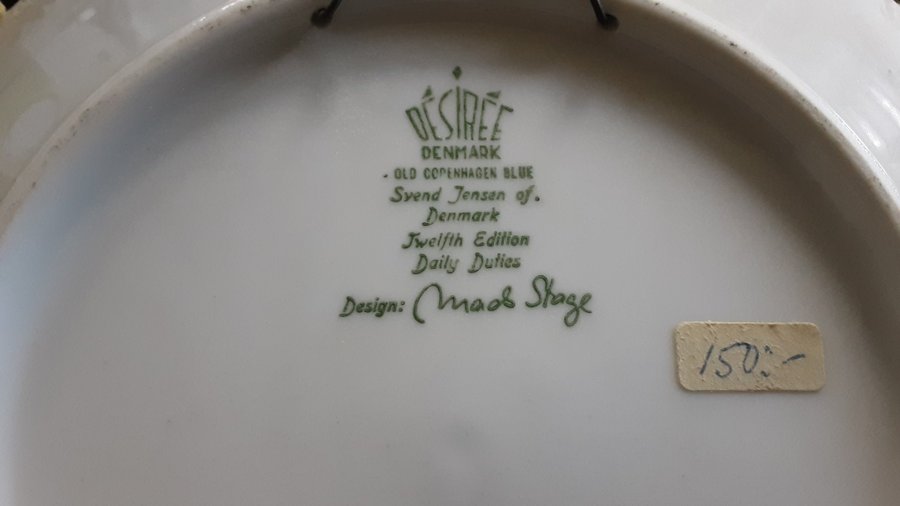 DÉSIRÉE
DENMARK
OLD COPENHAGEN BLUE
Svend Jensen of.
Denmark
Twelfth Edition
Daily Duties
Design: Mads Stage
150:-